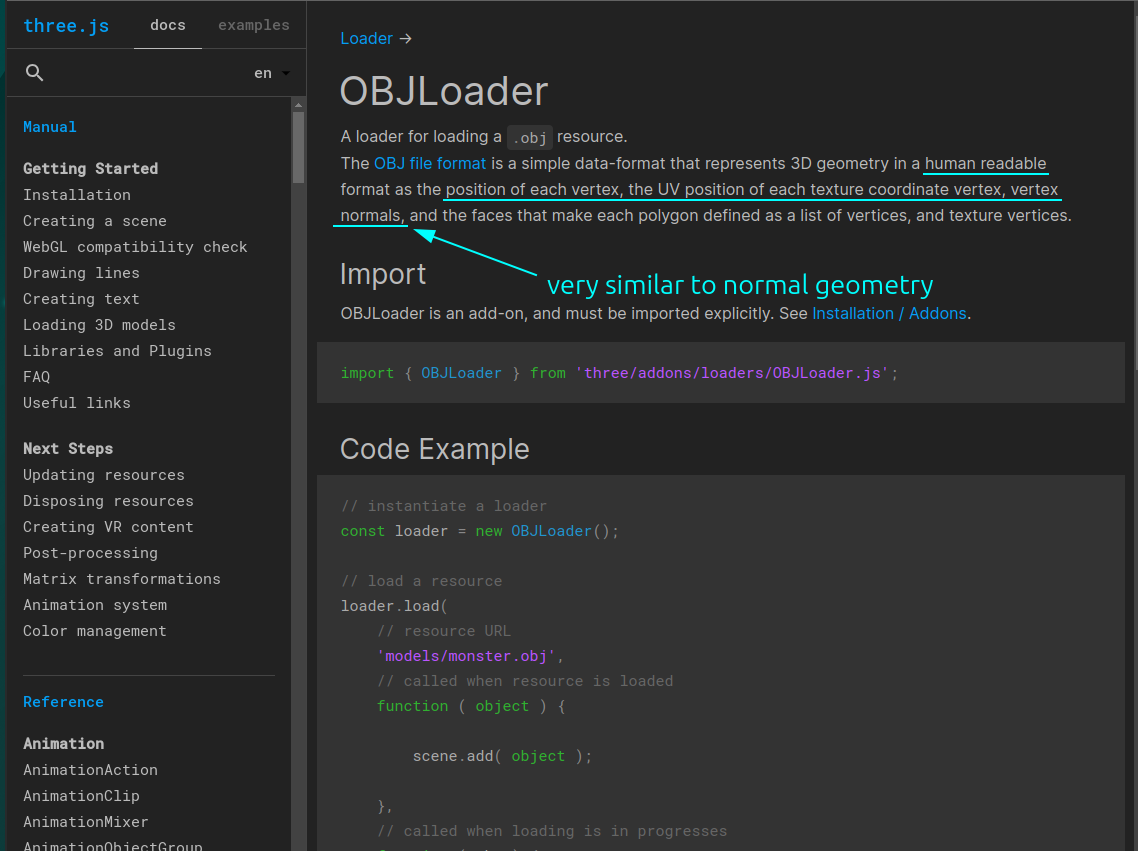 three.js docs examples
en
Manual
Getting Started
Installation
Creating a scene
WebGL compatibility check
Drawing lines
Creating text
Loading 3D models
Libraries and Plugins
FAQ
Useful links
Next Steps
Updating resources
Disposing resources
Creating VR content
Post-processing
Matrix transformations
Animation system
Color management
Reference
Animation
AnimationAction
AnimationClip
AnimationMixer
AnimationObjectGroup
Loader →
OBJLoader
A loader for loading a .obj resource.
The OBJ file format is a simple data-format that represents 3D geometry in a human readable
format as the position of each vertex, the UV position of each texture coordinate vertex, vertex
normals, and the faces that make each polygon defined as a list of vertices, and texture vertices.
very similar to normal geometry
Import
OBJLoader is an add-on, and must be imported explicitly. See Installation / Addons.
import { OBJLoader } from 'three/addons/loaders/OBJLoader.js';
Code Example
// instantiate a loader
const loader = new OBJLoader();
// load a resource
loader.load(
// resource URL
'models/monster.obj',
// called when resource is loaded
function ( object ) {
scene.add( object );
},
// called when loading is in progresses